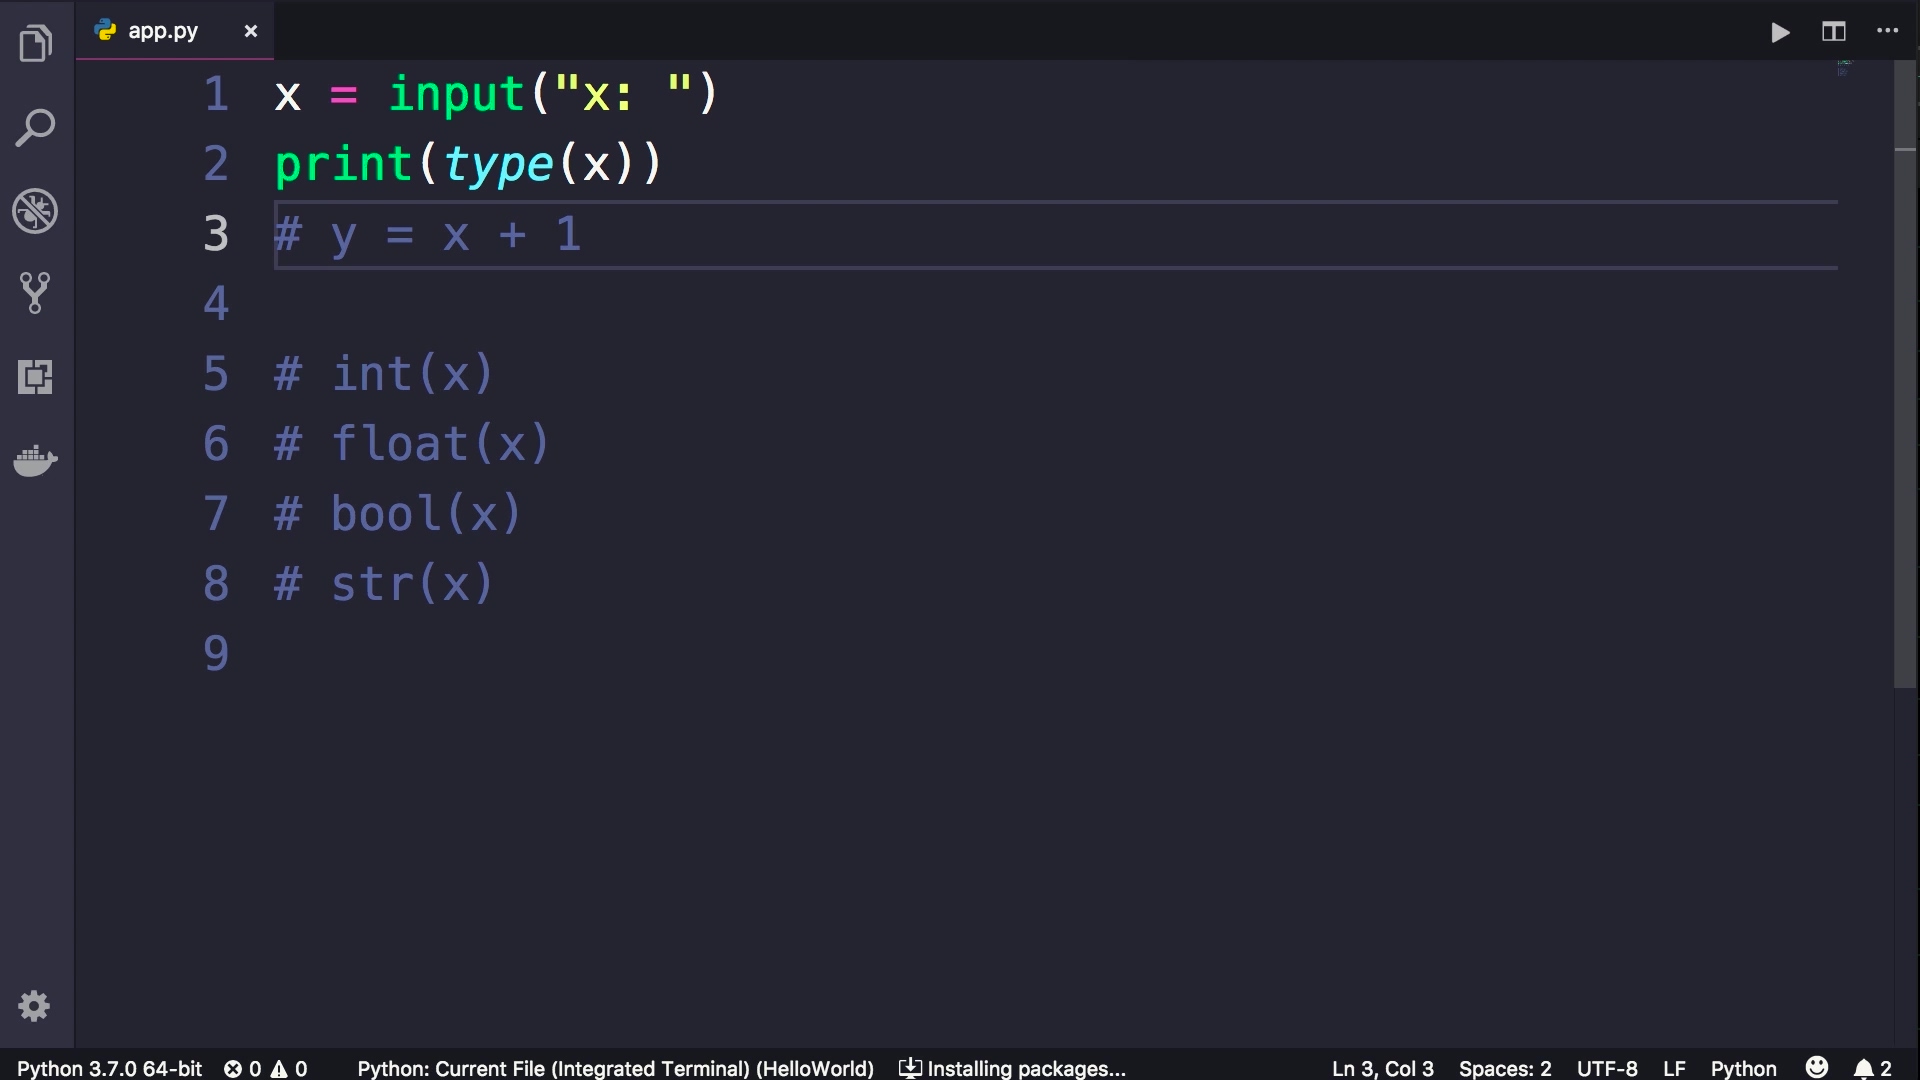 app.py
1 x = input("x: ")
2 print(type(x))
3 # y = x + 1
4
5 # int(x)
6 # float(x)
7 # bool(x)
8 # str(x)
9
Python 3.7.0 64-bit 0 0 Python: Current File (Integrated Terminal) (HelloWorld) Installing packages... Ln 3, Col 3 Spaces: 2 UTF-8 LF Python 2